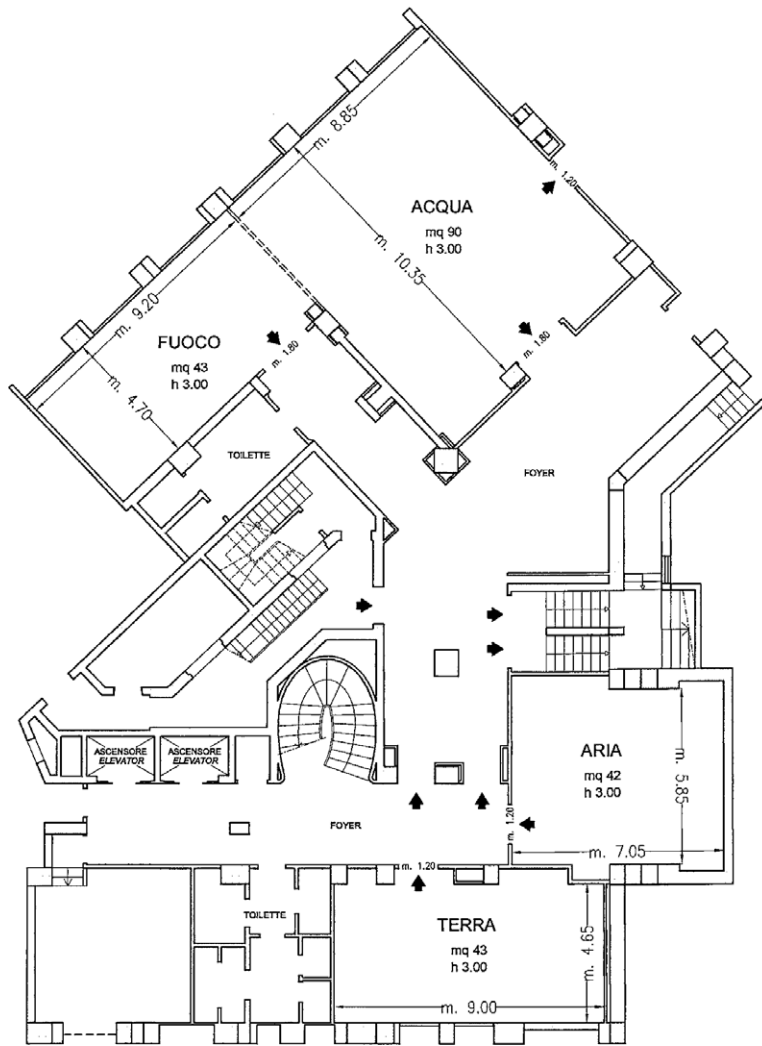 m. 8.85
m. 1.20
ACQUA
mq 90
h 3.00
m. 10.35
m. 9.20
FUOCO
mq 43
h 3.00
m. 1.80
m. 1.80
m. 4.70
TOILETTE
FOYER
ASCENSORE
ELEVATOR
ASCENSORE
ELEVATOR
ARIA
mq 42
h 3.00
m. 5.85
m. 1.20
m. 7.05
FOYER
m. 1.20
TOILETTE
TERRA
mq 43
h 3.00
m. 4.65
m. 9.00